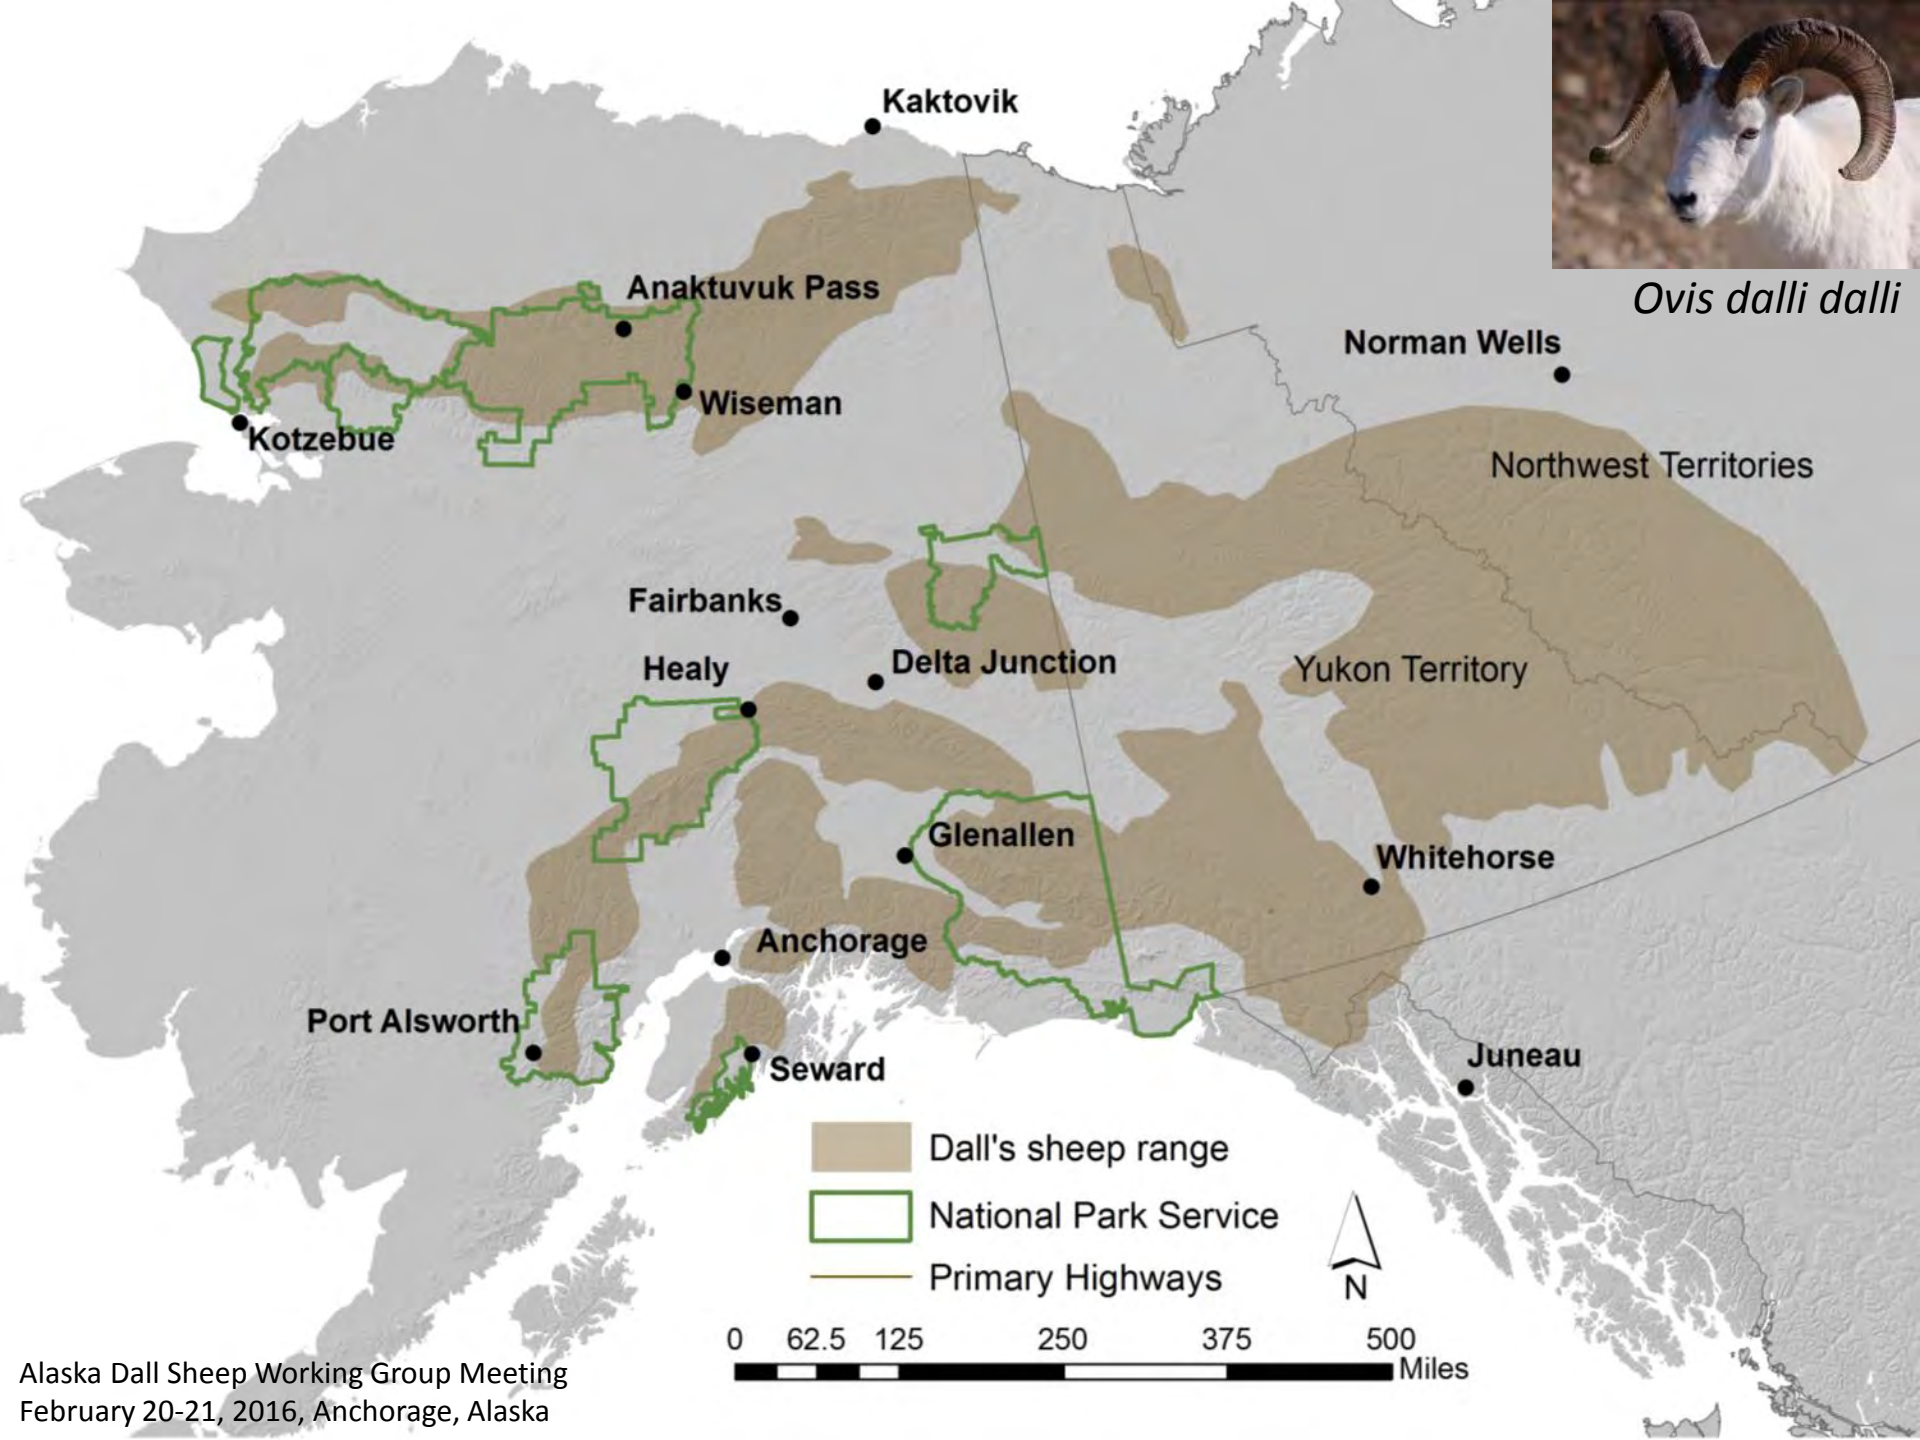 Kaktovik
Ovis dalli dalli
Anaktuvuk Pass
Norman Wells
Wiseman
Kotzebue
Northwest Territories
Fairbanks
Healy
Delta Junction
Yukon Territory
Glenallen
Whitehorse
Anchorage
Port Alsworth
Seward
Juneau
Dall's sheep range
National Park Service
Primary Highways
N
0 62.5 125 250 375 500
Miles
Alaska Dall Sheep Working Group Meeting
February 20-21, 2016, Anchorage, Alaska